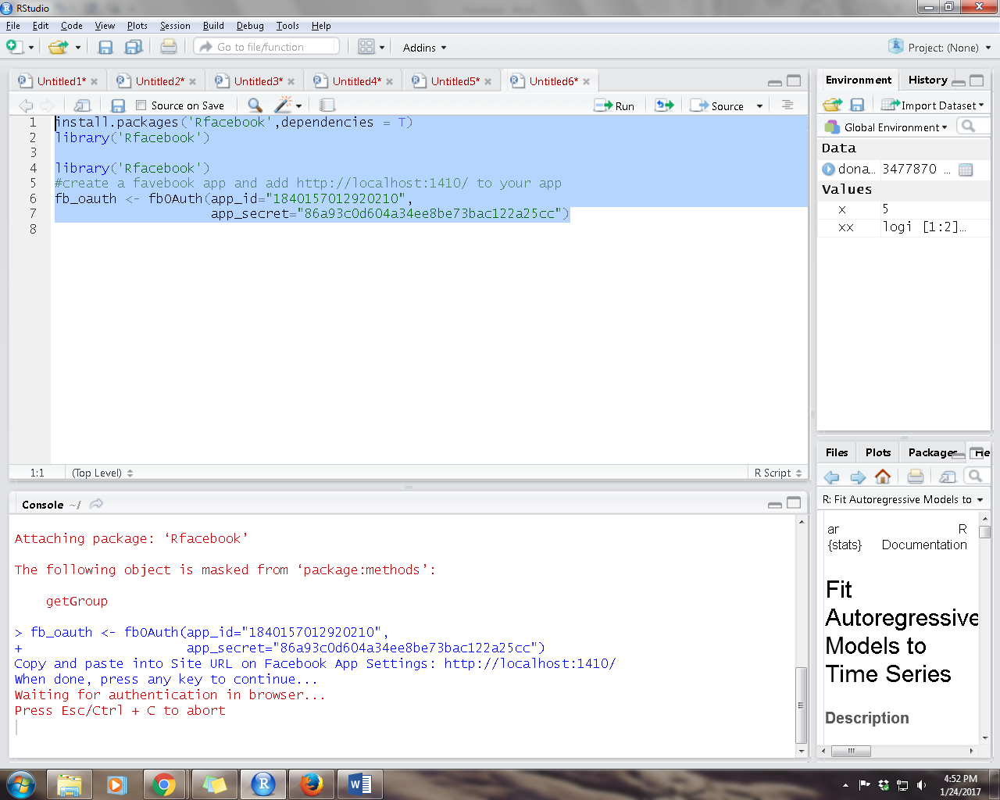 RStudio
File Edit Code View Plots Session Build Debug Tools Help
Go to file/function Addins Project: (None)
Untitled1* Untitled2* Untitled3* Untitled4* Untitled5* Untitled6*
Source on Save Run Source
1 install.packages('Rfacebook',dependencies = T)
2 library('Rfacebook')
3
4 library('Rfacebook')
5 #create a favebook app and add http://localhost:1410/ to your app
6 fb_oauth <- fbOAuth(app_id="1840157012920210",
7 app_secret="86a93c0d604a34ee8be73bac122a25cc")
8
1:1 (Top Level) R Script
Console ~/
Attaching package: ‘Rfacebook’
The following object is masked from ‘package:methods’:
getGroup
> fb_oauth <- fbOAuth(app_id="1840157012920210",
+ app_secret="86a93c0d604a34ee8be73bac122a25cc")
Copy and paste into Site URL on Facebook App Settings: http://localhost:1410/
When done, press any key to continue...
Waiting for authentication in browser...
Press Esc/Ctrl + C to abort
Environment History
Import Dataset
Global Environment
Data
dona... 3477870 ...
Values
x 5
xx logi [1:2]...
Files Plots Packages He
R: Fit Autoregressive Models to
ar R
{stats} Documentation
Fit
Autoregressive
Models to
Time Series
Description
4:52 PM
1/24/2017